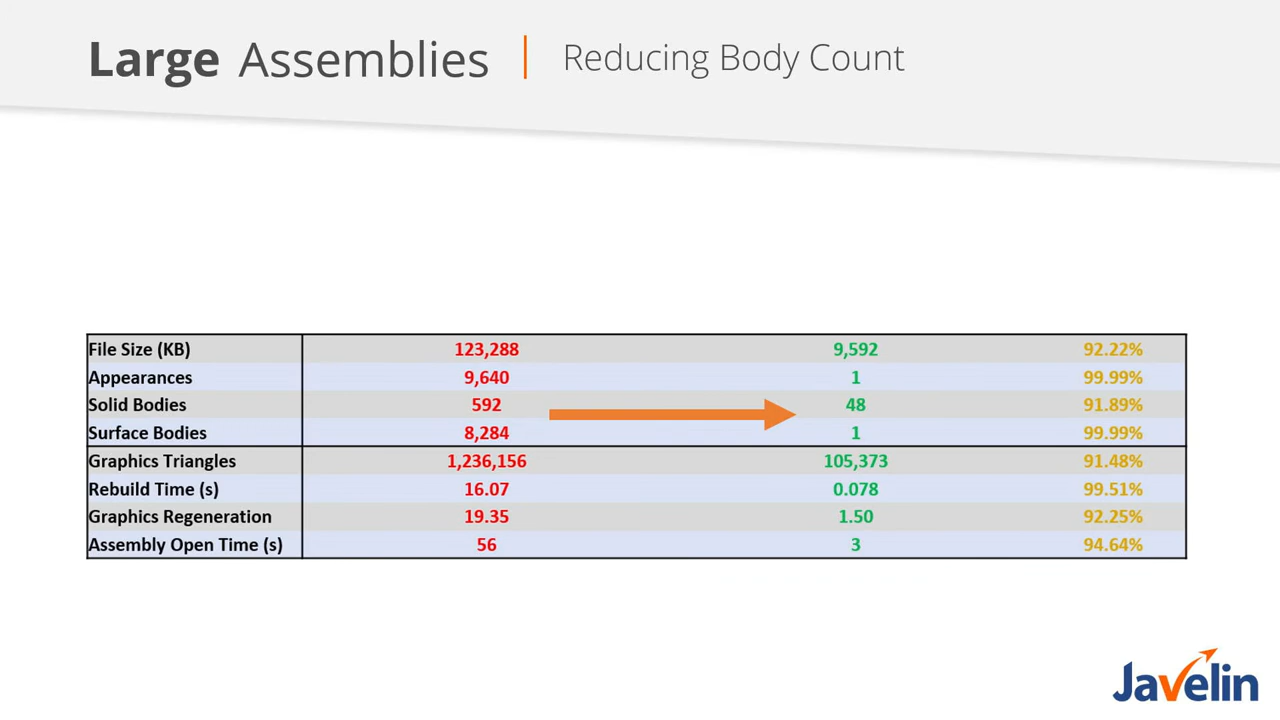 Large Assemblies | Reducing Body Count
File Size (KB) 123,288 9,592 92.22%
Appearances 9,640 1 99.99%
Solid Bodies 592 48 91.89%
Surface Bodies 8,284 1 99.99%
Graphics Triangles 1,236,156 105,373 91.48%
Rebuild Time (s) 16.07 0.078 99.51%
Graphics Regeneration 19.35 1.50 92.25%
Assembly Open Time (s) 56 3 94.64%
Javelin